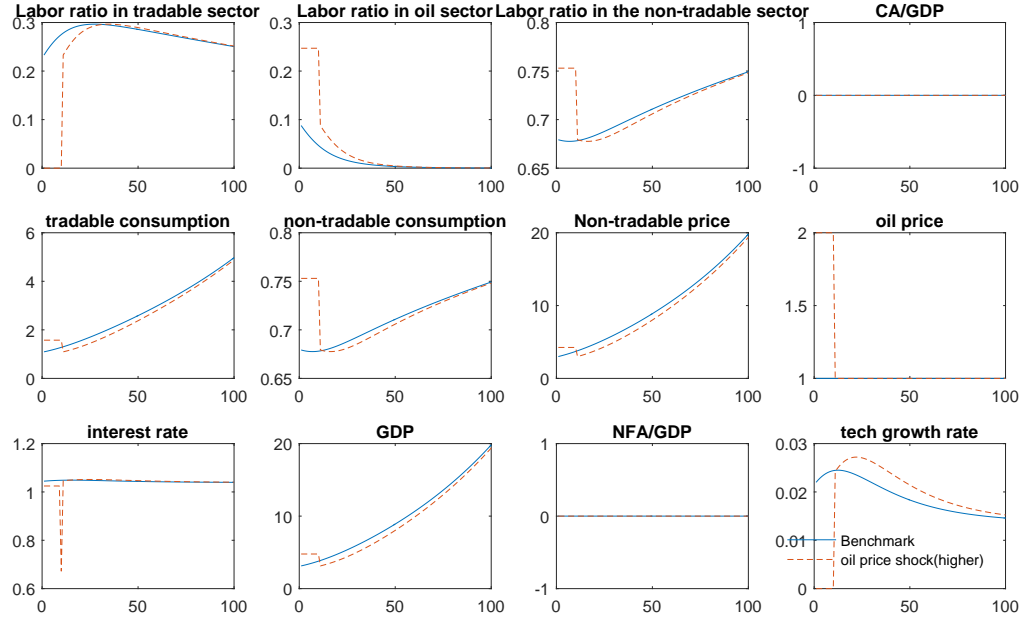 Labor ratio in tradable sector
Labor ratio in oil sector
Labor ratio in the non-tradable sector
CA/GDP
0.3
0.2
0.1
0
0 50 100
0.3
0.2
0.1
0
0 50 100
0.8
0.75
0.7
0.65
0 50 100
1
0
-1
0 50 100
tradable consumption
non-tradable consumption
Non-tradable price
oil price
6
4
2
0
0 50 100
0.8
0.75
0.7
0.65
0 50 100
20
10
0
0 50 100
2
1.5
1
0 50 100
interest rate
GDP
NFA/GDP
tech growth rate
1.2
1
0.8
0.6
0 50 100
20
10
0
0 50 100
1
0
-1
0 50 100
0.03
0.02
0.01
0
0 50 100
Benchmark
oil price shock(higher)